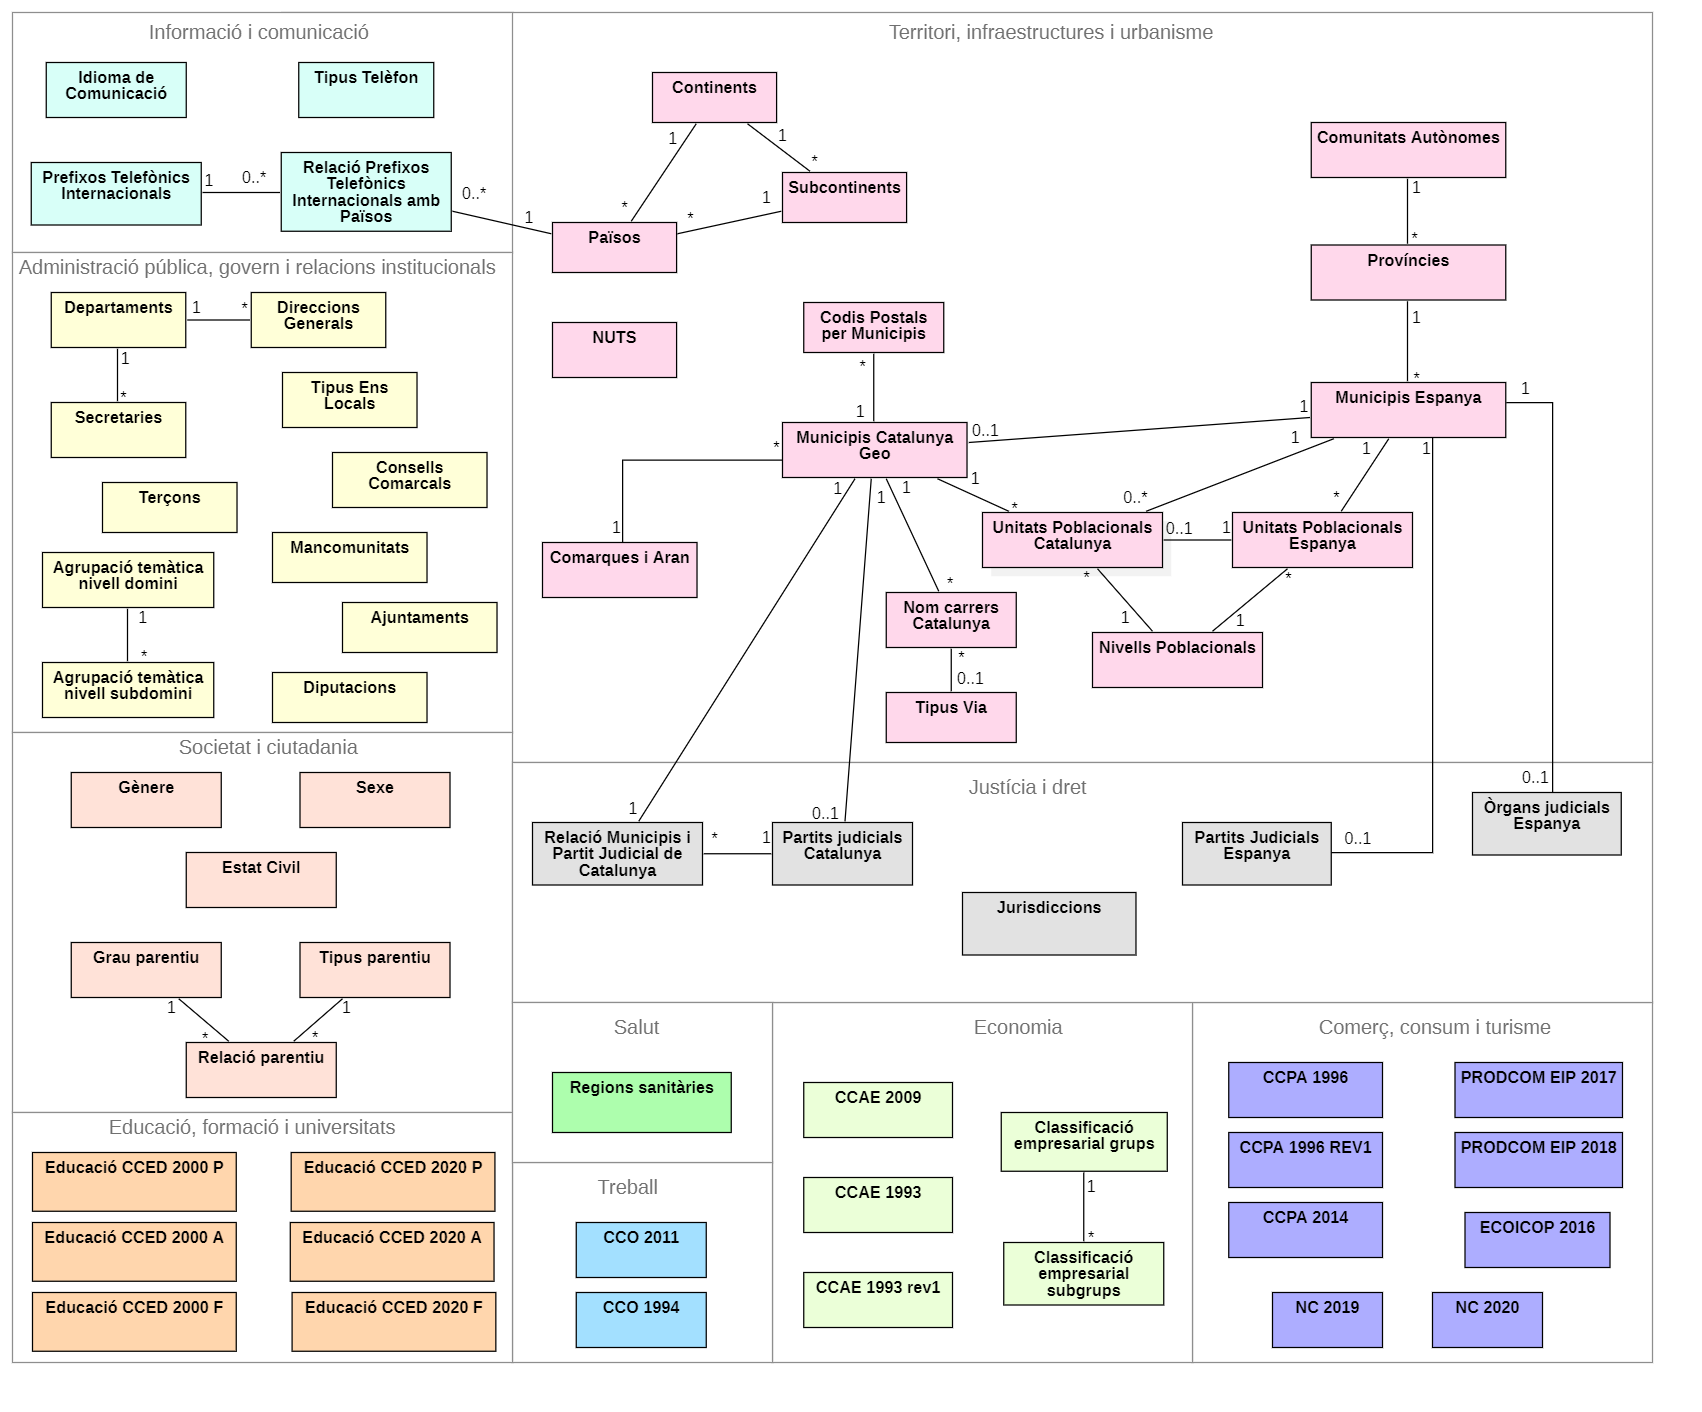 Informació i comunicació
Idioma de
Comunicació
Tipus Telèfon
Prefixos Telefònics
Internacionals
1
0..*
Relació Prefixos
Telefònics
Internacionals amb
Països
0..*
1
Administració pública, govern i relacions institucionals
Departaments
1
*
Direccions
Generals
1
*
Secretaries
Tipus Ens
Locals
Consells
Comarcals
Terçons
Mancomunitats
Agrupació temàtica
nivell domini
1
*
Ajuntaments
Agrupació temàtica
nivell subdomini
Diputacions
Societat i ciutadania
Gènere
Sexe
Estat Civil
Grau parentiu
Tipus parentiu
1
1
*
*
Relació parentiu
Educació, formació i universitats
Educació CCED 2000 P
Educació CCED 2020 P
Educació CCED 2000 A
Educació CCED 2020 A
Educació CCED 2000 F
Educació CCED 2020 F
Territori, infraestructures i urbanisme
Continents
1
1
*
Subcontinents
*
*
1
Països
Comunitats Autònomes
1
*
Províncies
1
*
NUTS
Codis Postals
per Municipis
*
1
Municipis Espanya
1
1
1
1
1
Municipis Catalunya
Geo
0..1
*
1
Comarques i Aran
1
1
1
1
*
0..*
*
Unitats Poblacionals
Catalunya
0..1
1
Unitats Poblacionals
Espanya
*
*
1
1
Nivells Poblacionals
*
Nom carrers
Catalunya
*
0..1
Tipus Via
Justícia i dret
1
0..1
0..1
Relació Municipis i
Partit Judicial de
Catalunya
*
1
Partits judicials
Catalunya
Partits Judicials
Espanya
0..1
Òrgans judicials
Espanya
Jurisdiccions
Salut
Regions sanitàries
Treball
CCO 2011
CCO 1994
Economia
CCAE 2009
CCAE 1993
CCAE 1993 rev1
Classificació
empresarial grups
1
*
Classificació
empresarial
subgrups
Comerç, consum i turisme
CCPA 1996
PRODCOM EIP 2017
CCPA 1996 REV1
PRODCOM EIP 2018
CCPA 2014
ECOICOP 2016
NC 2019
NC 2020